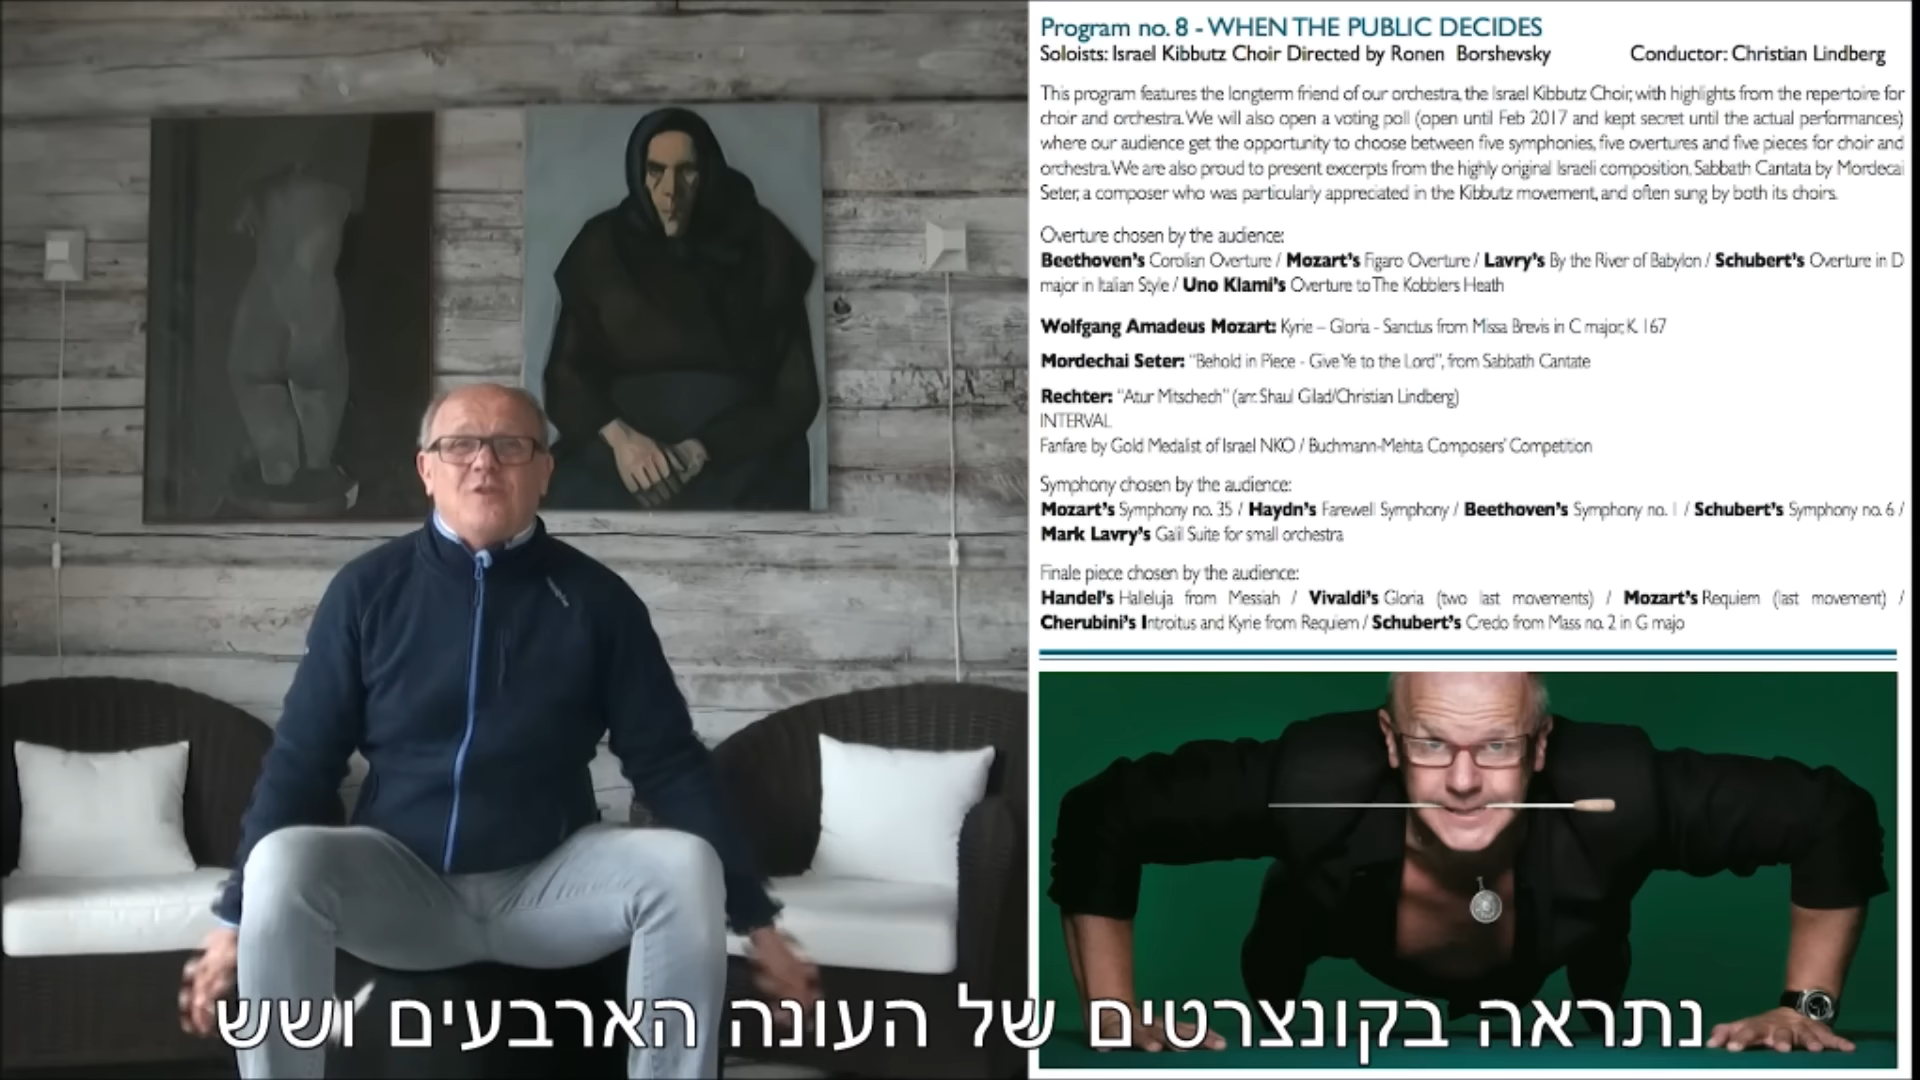 Program no. 8 - WHEN THE PUBLIC DECIDES
Soloists: Israel Kibbutz Choir Directed by Ronen Borshevsky Conductor: Christian Lindberg
This program features the longterm friend of our orchestra, the Israel Kibbutz Choir, with highlights from the repertoire for
choir and orchestra. We will also open a voting poll (open until Feb 2017 and kept secret until the actual performances)
where our audience get the opportunity to choose between five symphonies, five overtures and five pieces for choir and
orchestra. We are also proud to present excerpts from the highly original Israeli composition, Sabbath Cantata by Mordecai
Seter, a composer who was particularly appreciated in the Kibbutz movement, and often sung by both its choirs.
Overture chosen by the audience:
Beethoven's Corolian Overture / Mozart's Figaro Overture / Lavry's By the River of Babylon / Schubert's Overture in D
major in Italian Style / Uno Klami's Overture to The Kobblers Heath
Wolfgang Amadeus Mozart: Kyrie – Gloria - Sanctus from Missa Brevis in C major, K. 167
Mordechai Seter: "Behold in Piece - Give Ye to the Lord", from Sabbath Cantate
Rechter: "Atur Mitschech" (arr. Shaul Gilad/Christian Lindberg)
INTERVAL
Fanfare by Gold Medalist of Israel NKO / Buchmann-Mehta Composers' Competition
Symphony chosen by the audience:
Mozart's Symphony no. 35 / Haydn's Farewell Symphony / Beethoven's Symphony no. 1 / Schubert's Symphony no. 6 /
Mark Lavry's Galil Suite for small orchestra
Finale piece chosen by the audience:
Handel's Halleluja from Messiah / Vivaldi's Gloria (two last movements) / Mozart's Requiem (last movement) /
Cherubini's Introitus and Kyrie from Requiem / Schubert's Credo from Mass no. 2 in G majo
נתראה בקונצרטים של העונה הארבעים ושש